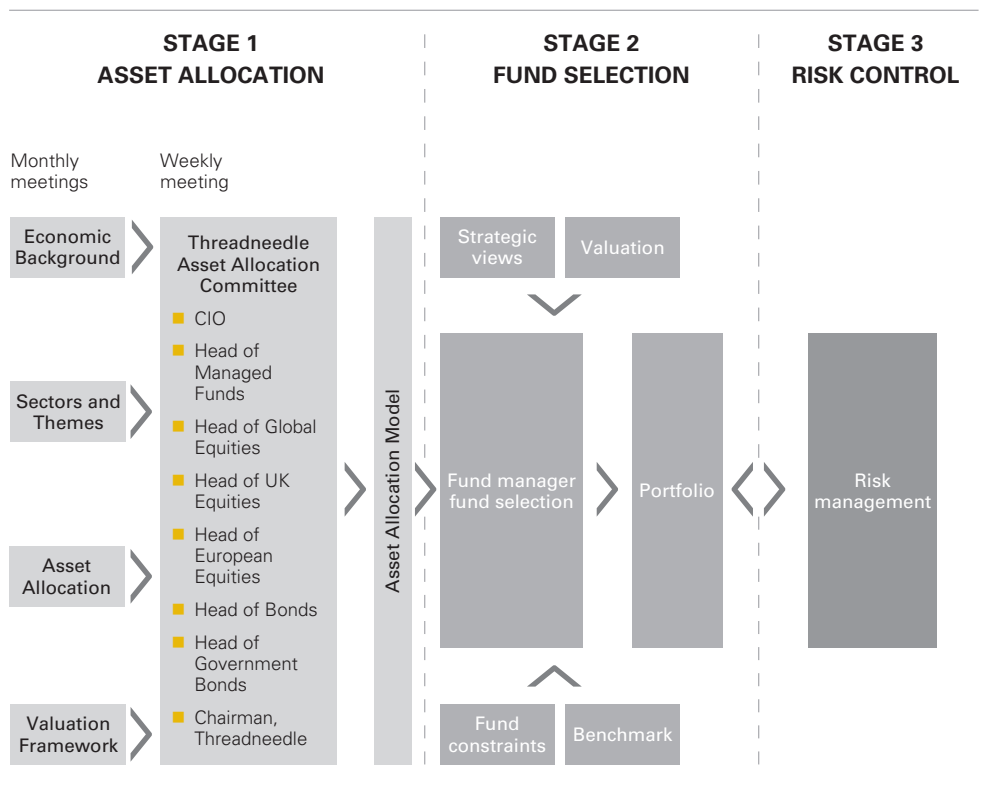 STAGE 1
ASSET ALLOCATION
STAGE 2
FUND SELECTION
STAGE 3
RISK CONTROL
Monthly
meetings
Weekly
meeting
Economic
Background
Sectors and
Themes
Asset
Allocation
Valuation
Framework
Threadneedle
Asset Allocation
Committee
CIO
Head of
Managed
Funds
Head of Global
Equities
Head of UK
Equities
Head of
European
Equities
Head of Bonds
Head of
Government
Bonds
Chairman,
Threadneedle
Asset Allocation Model
Strategic
views
Valuation
Fund manager
fund selection
Portfolio
Fund
constraints
Benchmark
Risk
management